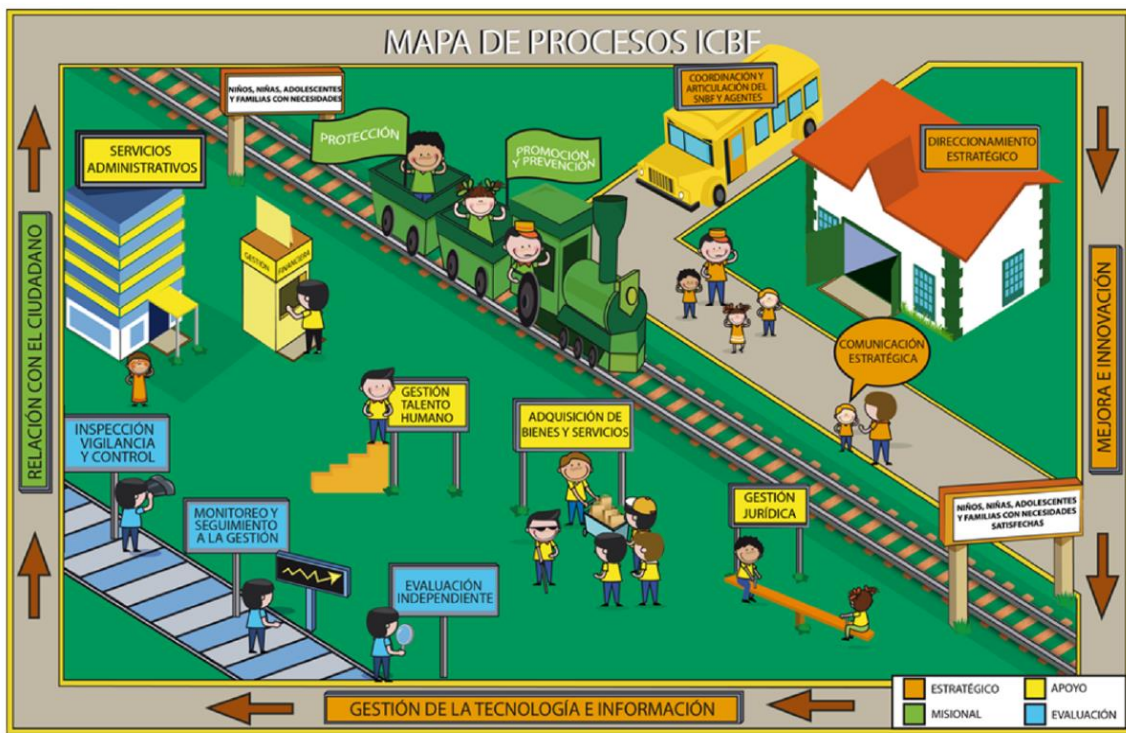 MAPA DE PROCESOS ICBF
NIÑOS, NIÑAS, ADOLESCENTES
Y FAMILIAS CON NECESIDADES
COORDINACIÓN Y
ARTICULACIÓN DEL
SNBF Y AGENTES
PROTECCIÓN
PROMOCIÓN
Y PREVENCIÓN
SERVICIOS
ADMINISTRATIVOS
DIRECCIONAMIENTO
ESTRATÉGICO
GESTIÓN
FINANCIERA
RELACIÓN CON EL CIUDADANO
MEJORA E INNOVACIÓN
COMUNICACIÓN
ESTRATÉGICA
GESTIÓN
TALENTO
HUMANO
ADQUISICIÓN DE
BIENES Y SERVICIOS
INSPECCIÓN
VIGILANCIA
Y CONTROL
MONITOREO Y
SEGUIMIENTO
A LA GESTIÓN
GESTIÓN
JURÍDICA
NIÑOS, NIÑAS, ADOLESCENTES
Y FAMILIAS CON NECESIDADES
SATISFECHAS
EVALUACIÓN
INDEPENDIENTE
GESTIÓN DE LA TECNOLOGÍA E INFORMACIÓN
ESTRATÉGICO
APOYO
MISIONAL
EVALUACIÓN